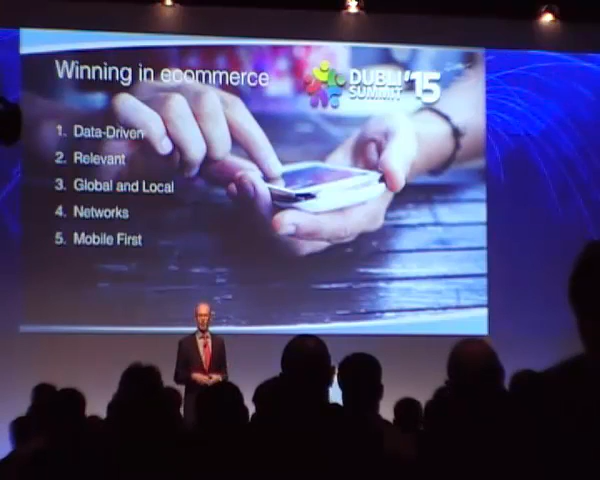 Winning in ecommerce
DUBLI '15
SUMMIT
1. Data-Driven
2. Relevant
3. Global and Local
4. Networks
5. Mobile First